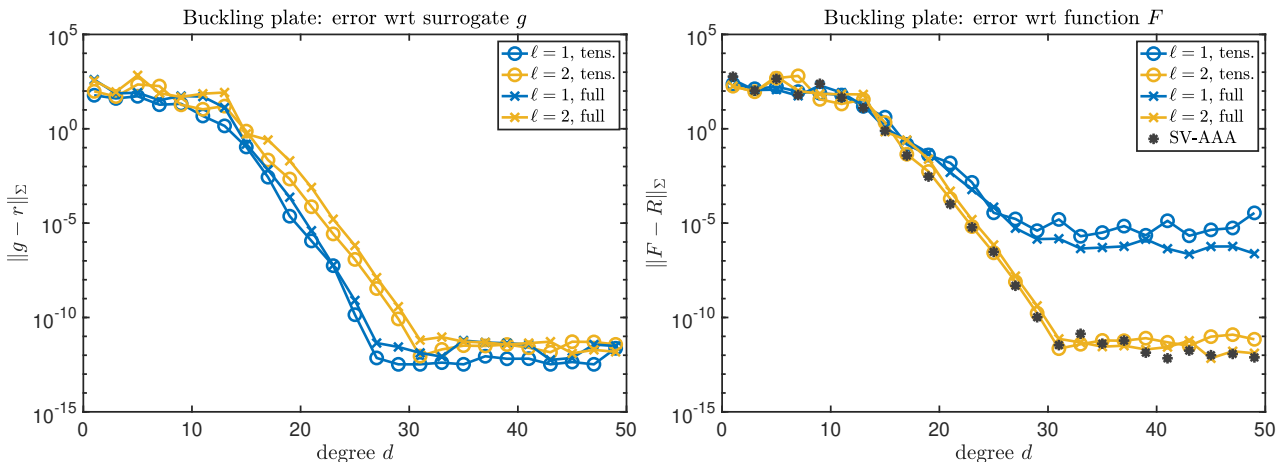 Buckling plate: error wrt surrogate g
10^5
10^0
10^-5
10^-10
10^-15
||g − r||_Σ
0 10 20 30 40 50
degree d
ℓ = 1, tens.
ℓ = 2, tens.
ℓ = 1, full
ℓ = 2, full
Buckling plate: error wrt function F
10^5
10^0
10^-5
10^-10
10^-15
||F − R||_Σ
0 10 20 30 40 50
degree d
ℓ = 1, tens.
ℓ = 2, tens.
ℓ = 1, full
ℓ = 2, full
SV-AAA